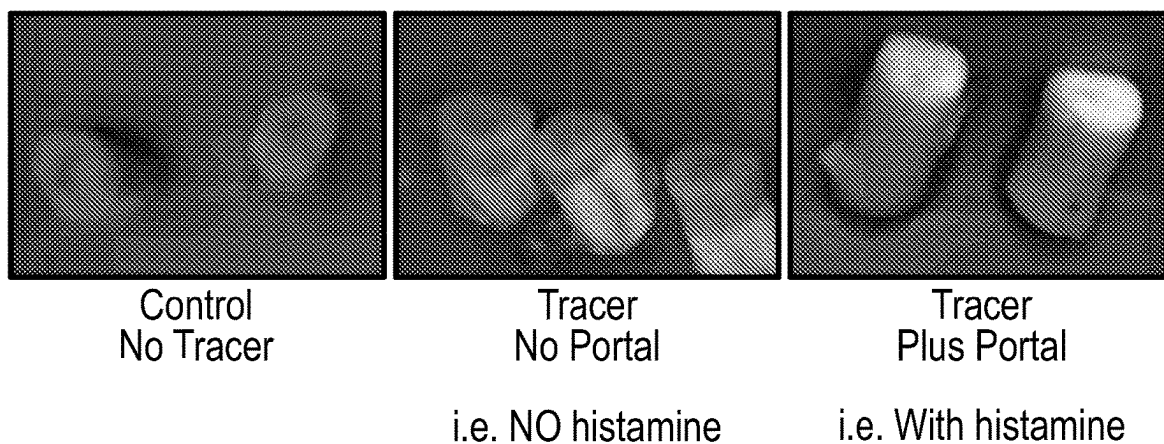 Control
No Tracer
Tracer
No Portal
i.e. NO histamine
Tracer
Plus Portal
i.e. With histamine